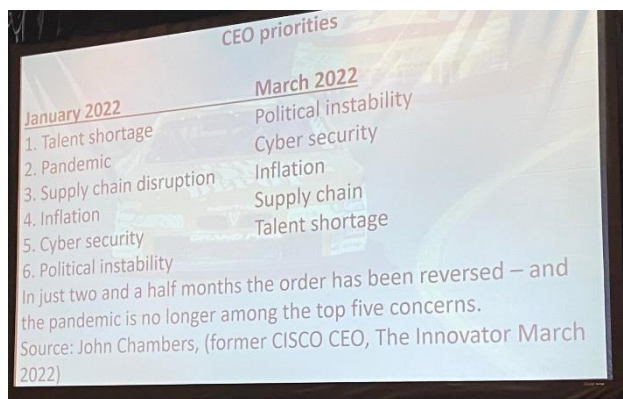 CEO priorities
January 2022
1. Talent shortage
2. Pandemic
3. Supply chain disruption
4. Inflation
5. Cyber security
6. Political instability
March 2022
Political instability
Cyber security
Inflation
Supply chain
Talent shortage
In just two and a half months the order has been reversed – and
the pandemic is no longer among the top five concerns.
Source: John Chambers, (former CISCO CEO, The Innovator March
2022)